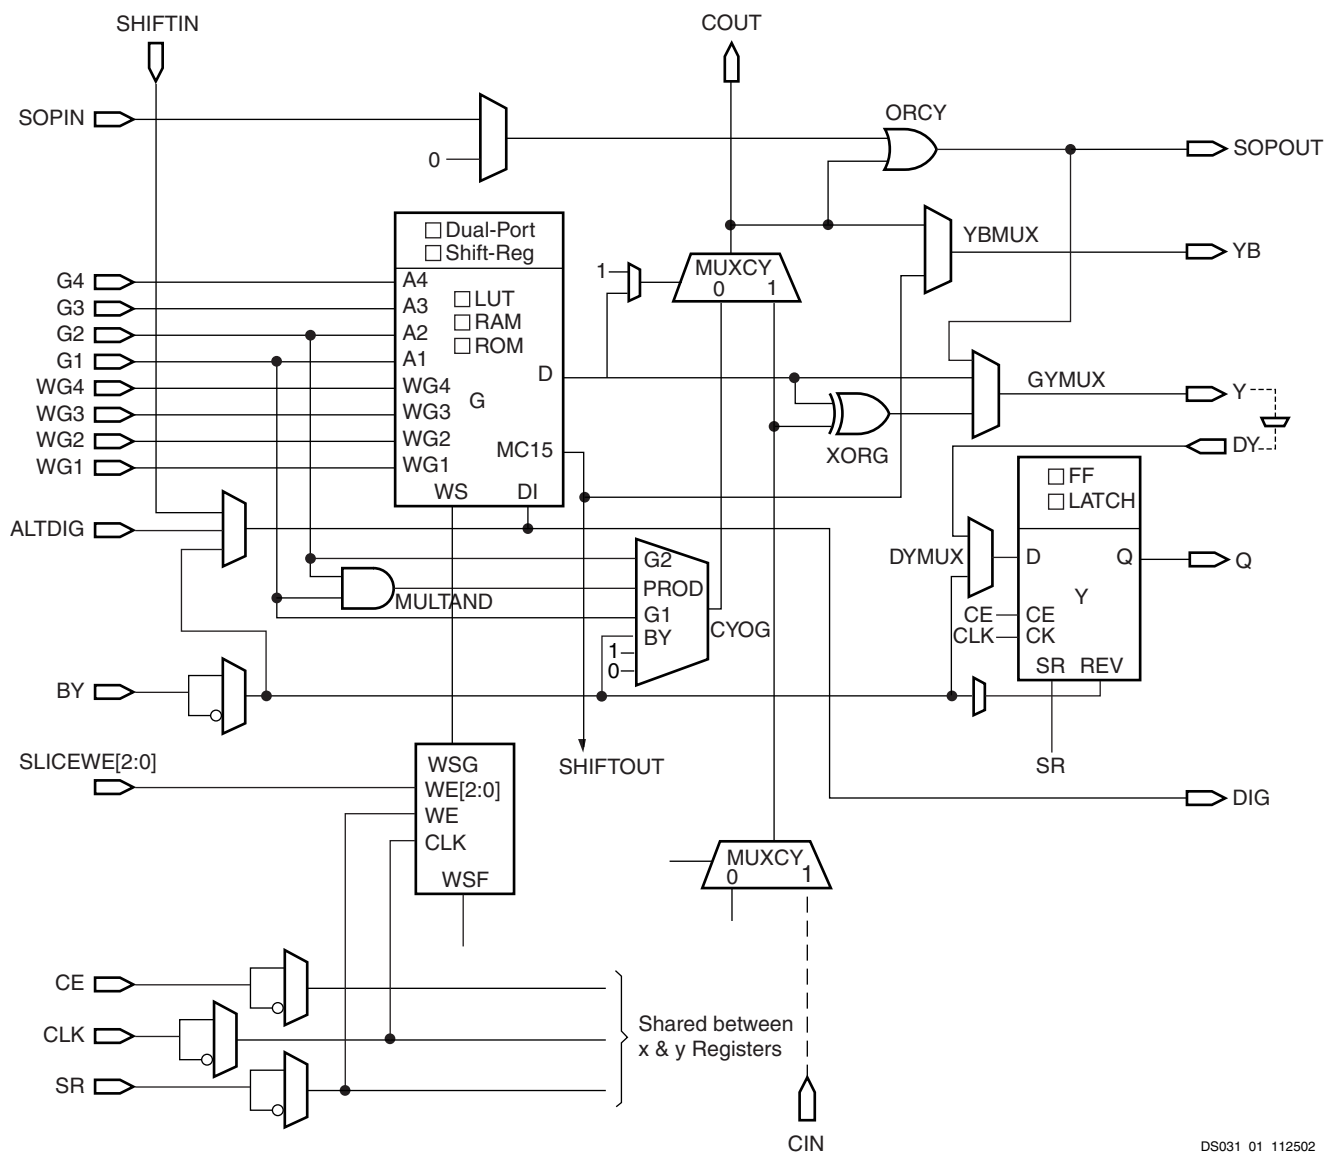 SHIFTIN
COUT
SOPIN
0
ORCY
SOPOUT
□ Dual-Port
□ Shift-Reg
YBMUX
YB
G4
A4
1
MUXCY
0 1
G3
A3
□ LUT
G2
A2
□ RAM
G1
A1
□ ROM
D
WG4
WG4
G
GYMUX
Y
WG3
WG3
WG2
WG2
MC15
XORG
DY
WG1
WG1
WS
DI
□ FF
□ LATCH
ALTDIG
G2
DYMUX
D
Q
Q
PROD
MULTAND
Y
G1
CYOG
CE
CE
BY
CLK
CK
1
0
SR REV
BY
SLICEWE[2:0]
WSG
SHIFTOUT
SR
WE[2:0]
DIG
WE
CLK
MUXCY
0 1
WSF
CE
CLK
Shared between
x & y Registers
SR
CIN
DS031_01_112502